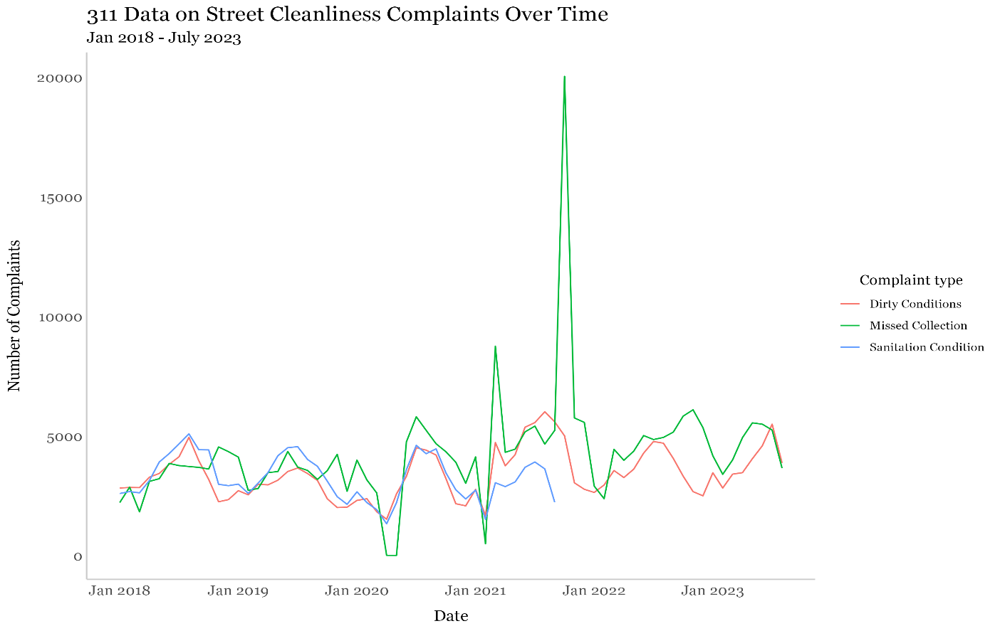 311 Data on Street Cleanliness Complaints Over Time
Jan 2018 - July 2023
20000
15000
10000
5000
0
Number of Complaints
Jan 2018
Jan 2019
Jan 2020
Jan 2021
Jan 2022
Jan 2023
Date
Complaint type
Dirty Conditions
Missed Collection
Sanitation Condition